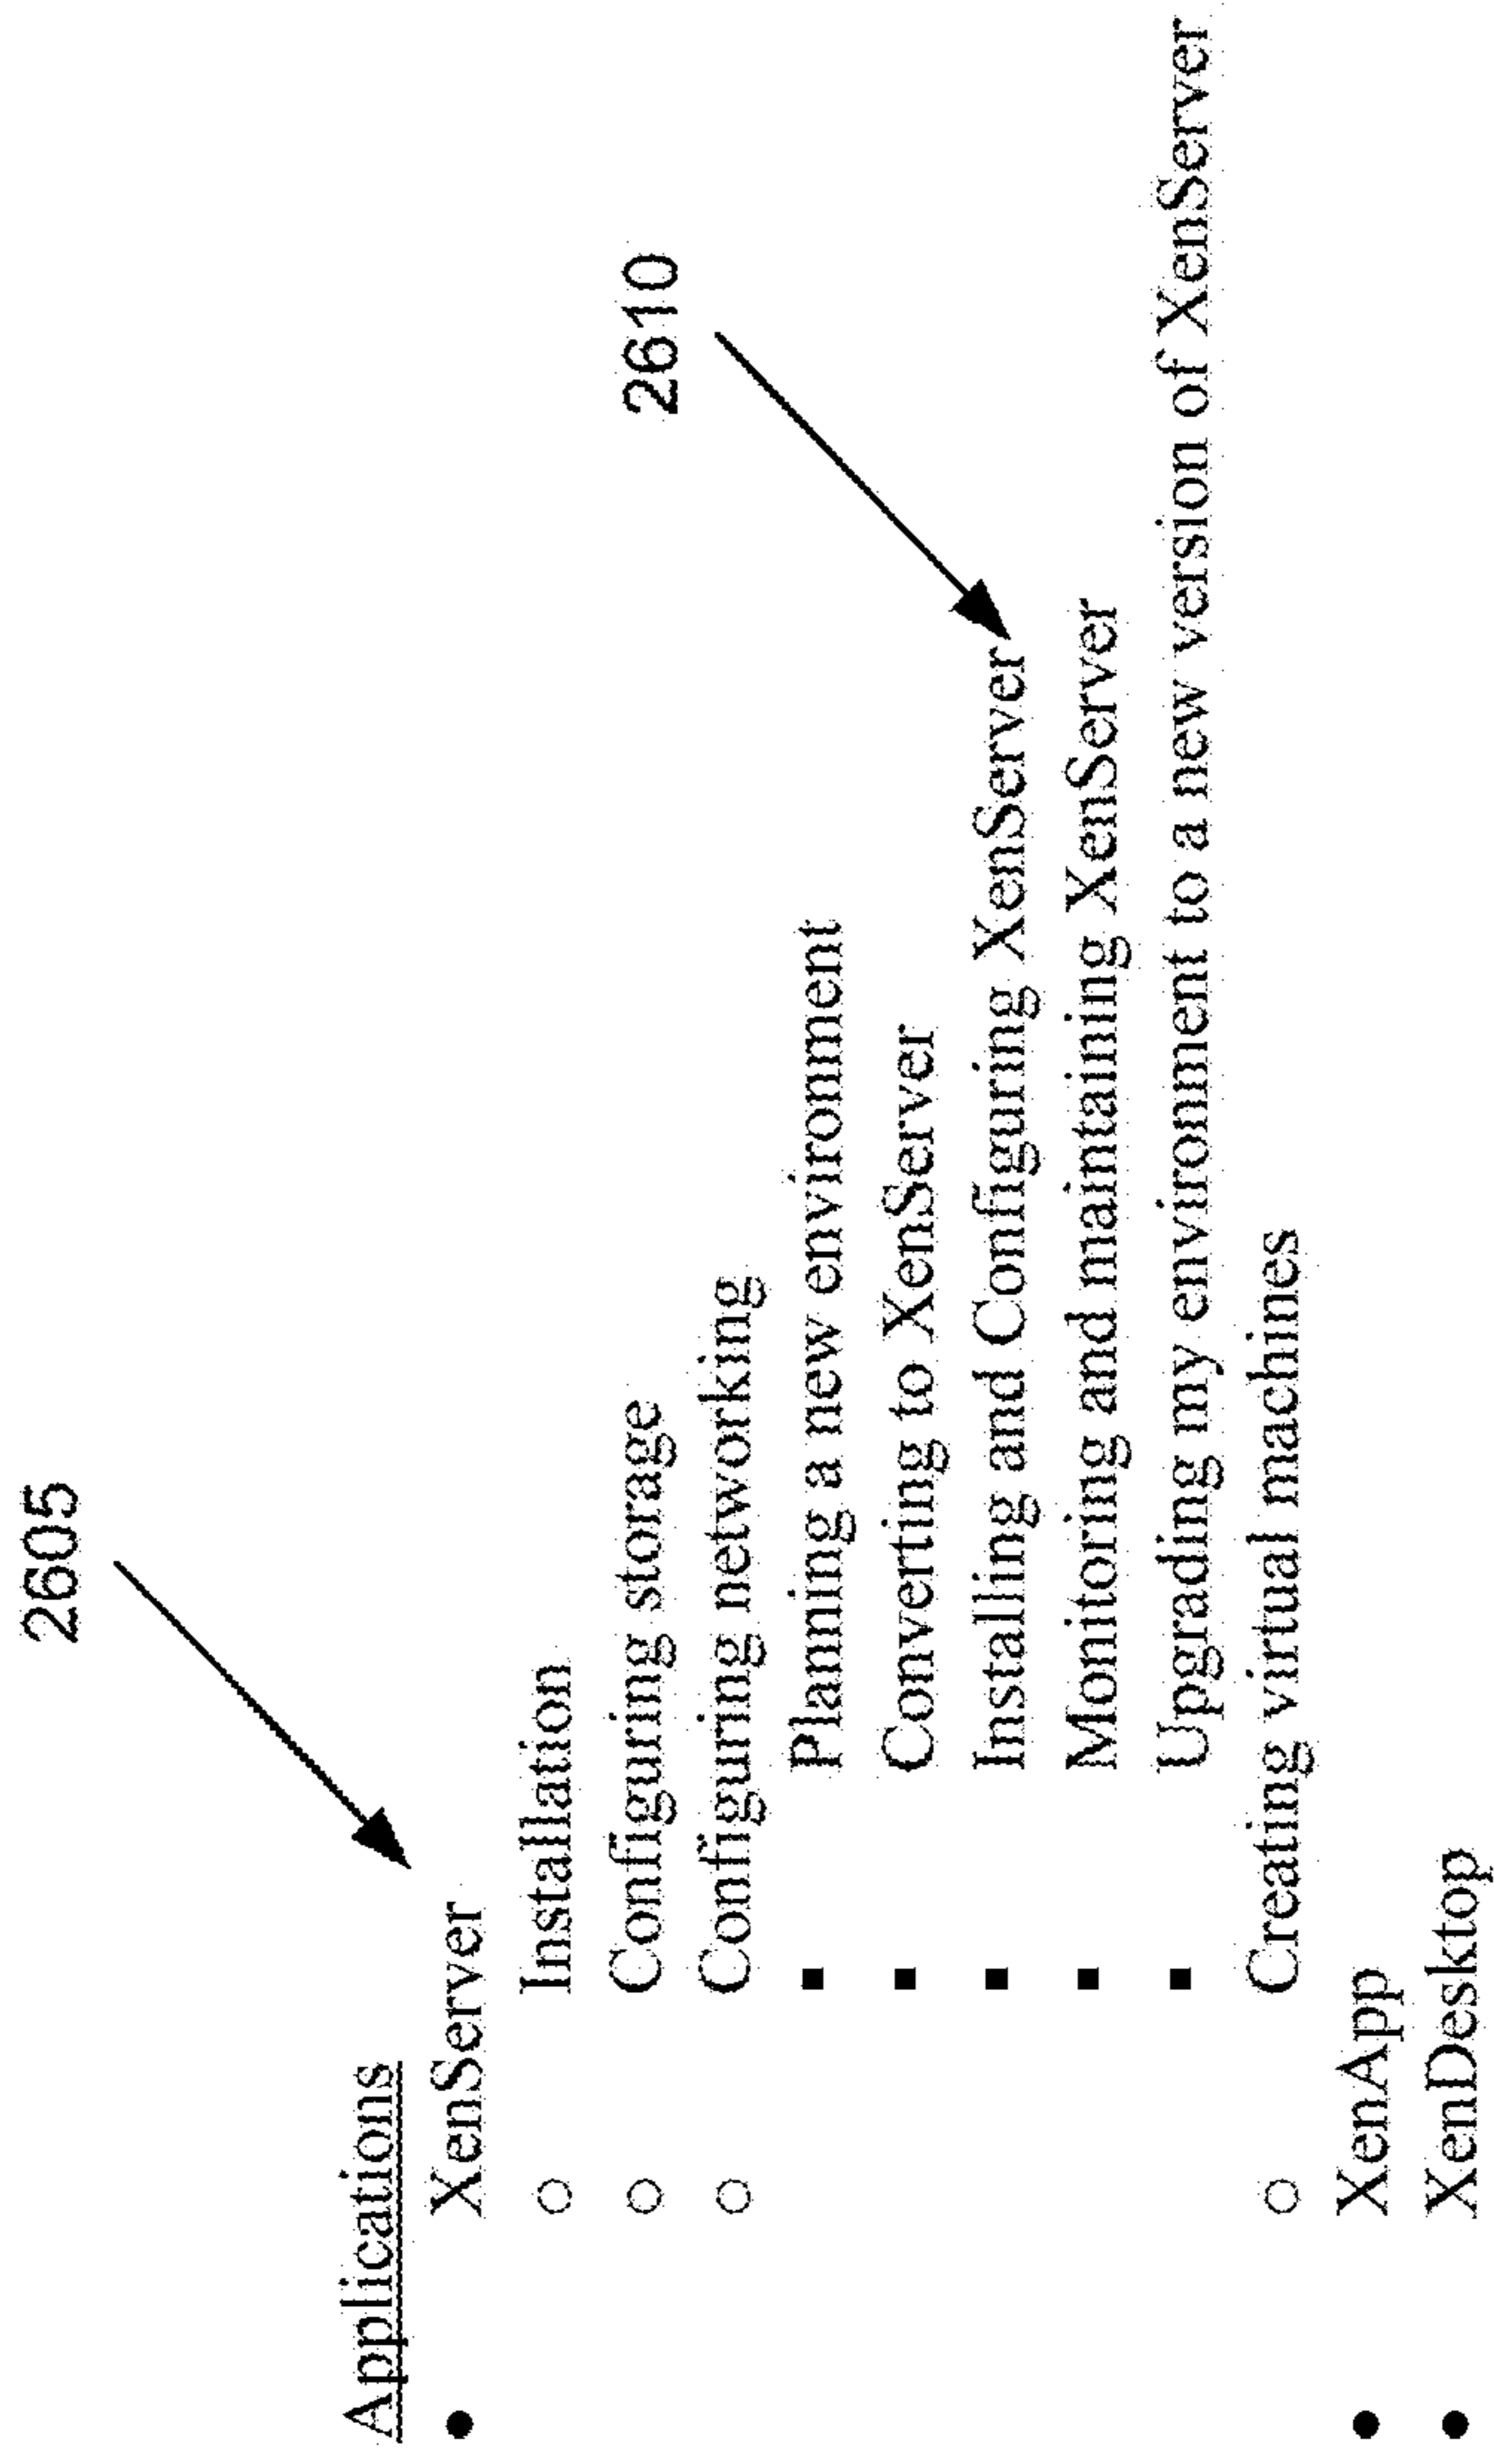 2605
Applications
• XenServer
○ Installation
○ Configuring storage
2610
○ Configuring networking
▪ Planning a new environment
▪ Converting to XenServer
▪ Installing and Configuring XenServer
▪ Monitoring and maintaining XenServer
▪ Upgrading my environment to a new version of XenServer
○ Creating virtual machines
• XenApp
• XenDesktop